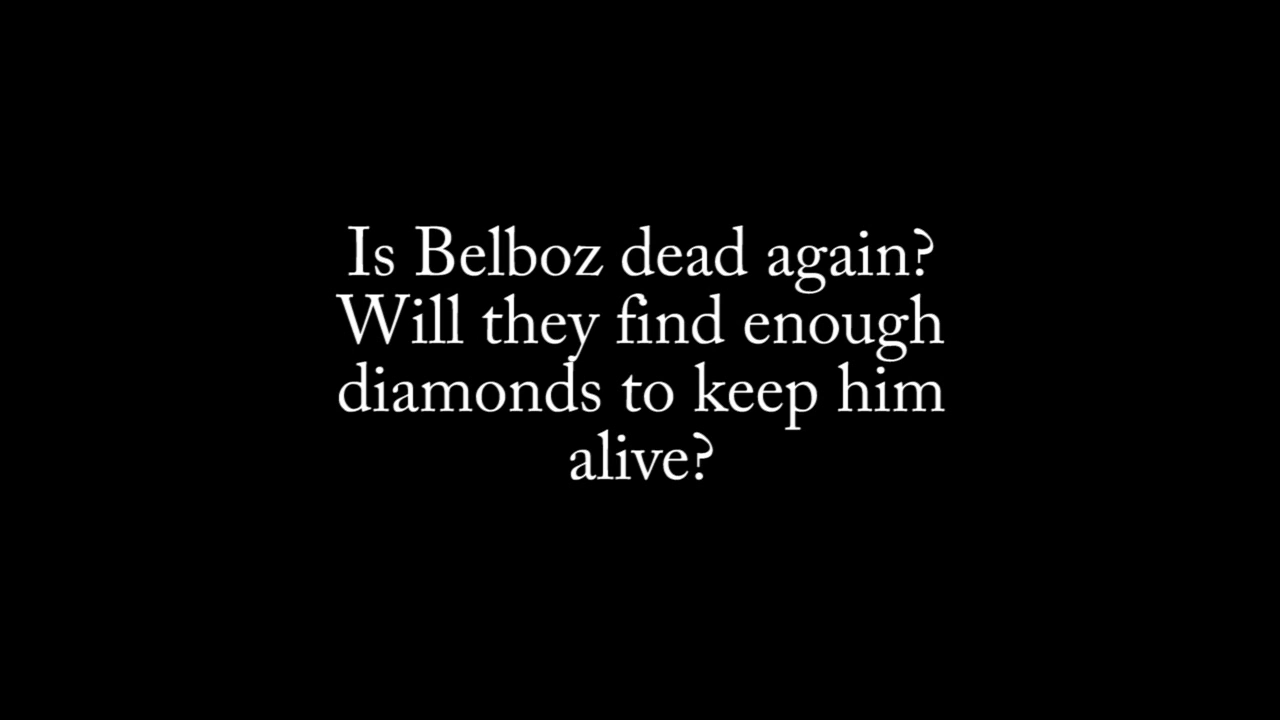 Is Belboz dead again?
Will they find enough
diamonds to keep him
alive?